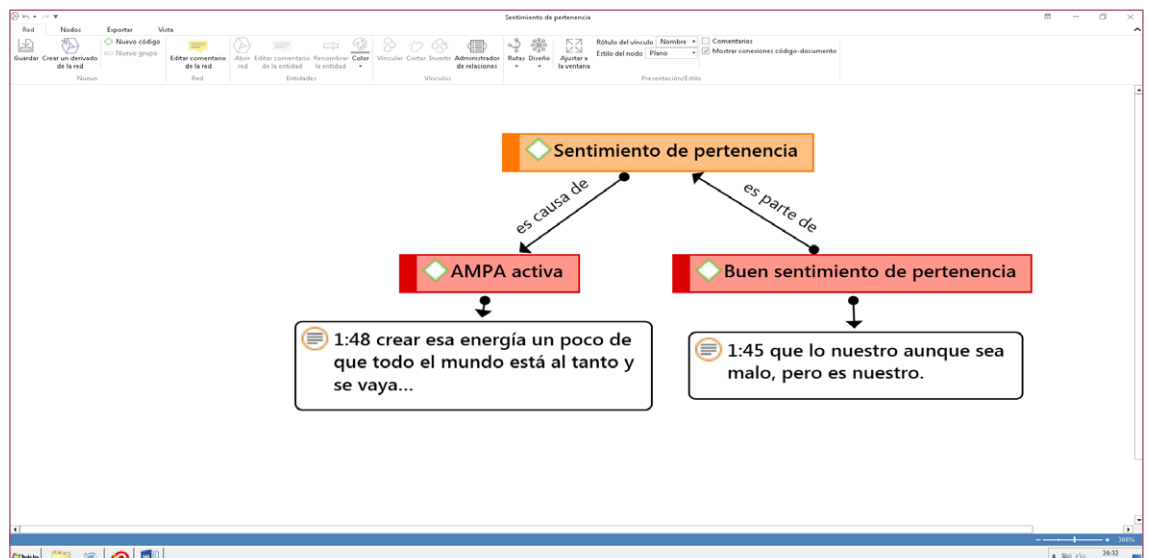 Sentimiento de pertenencia
Red Nodos Exportar Vista
Guardar
Crear un derivado
de la red
Nuevo código
Nuevo grupo
Nuevo
Editar comentario
de la red
Red
Abrir
red
Editar comentario
de la entidad
Renombrar
la entidad
Color
Entidades
Vincular
Cortar
Invertir
Administrador
de relaciones
Vínculos
Rutas
Diseño
Ajustar a
la ventana
Rótulo del vínculo Nombre
Estilo del nodo Plano
Comentarios
Mostrar conexiones código-documento
Presentación/Estilo
Sentimiento de pertenencia
es causa de
es parte de
AMPA activa
Buen sentimiento de pertenencia
1:48 crear esa energía un poco de
que todo el mundo está al tanto y
se vaya...
1:45 que lo nuestro aunque sea
malo, pero es nuestro.
300%
Inicio
20:32